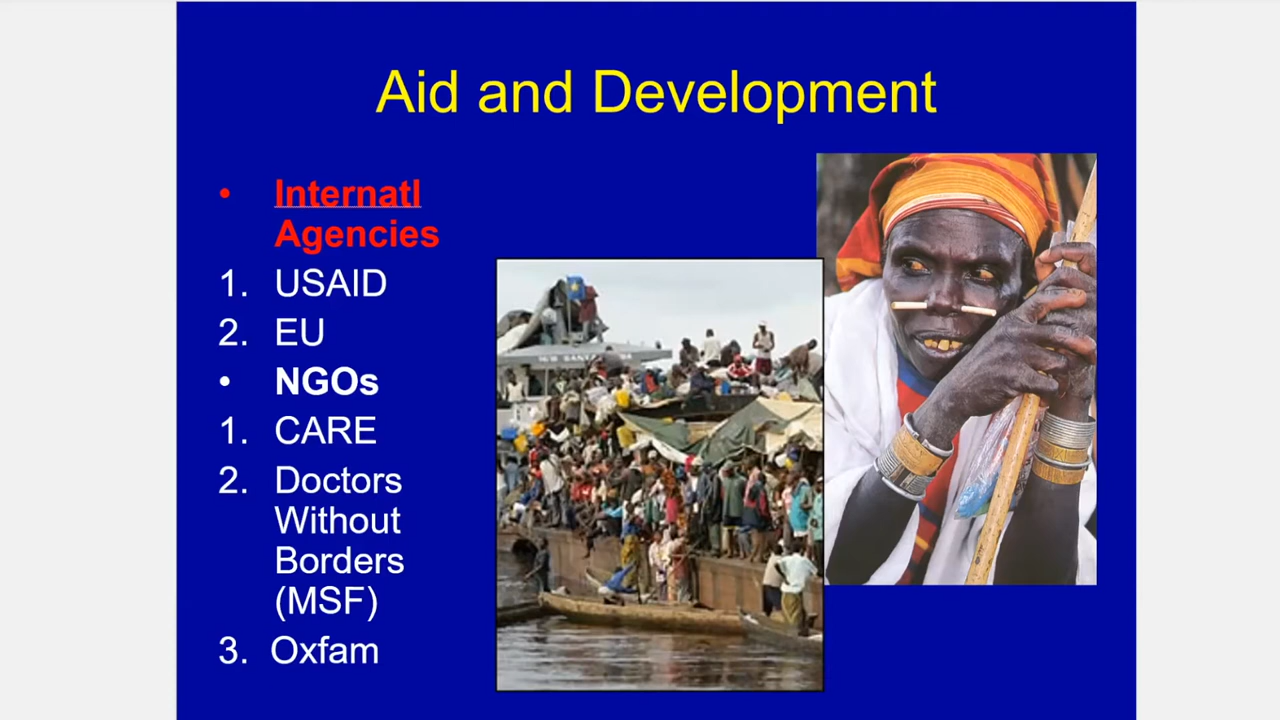 Aid and Development
• Internatl
Agencies
1. USAID
2. EU
• NGOs
1. CARE
2. Doctors
Without
Borders
(MSF)
3. Oxfam